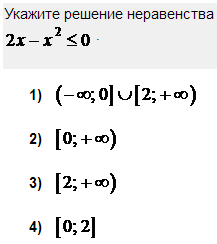 Укажите решение неравенства
2x − x² ≤ 0
1) (−∞; 0] ∪ [2; +∞)
2) [0; +∞)
3) [2; +∞)
4) [0; 2]